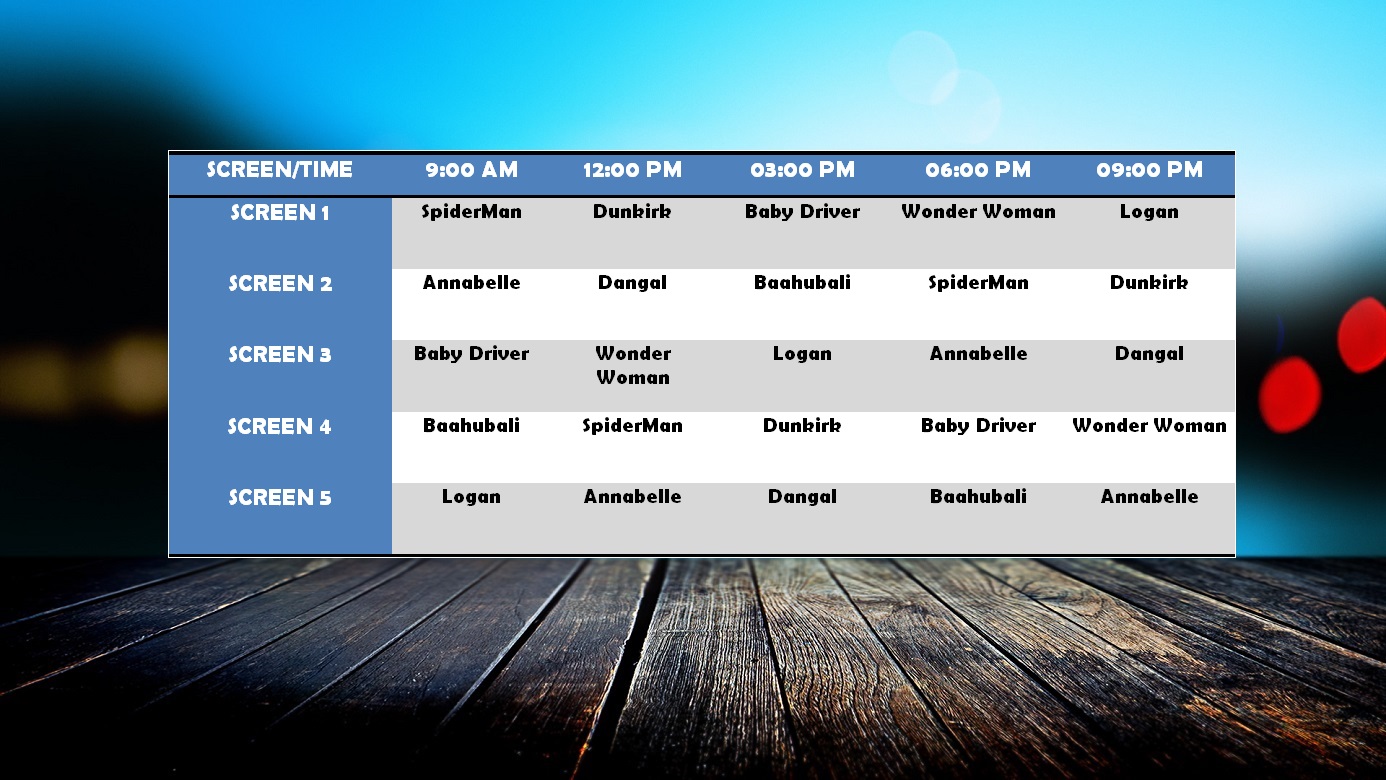 SCREEN/TIME 9:00 AM 12:00 PM 03:00 PM 06:00 PM 09:00 PM
SCREEN 1 SpiderMan Dunkirk Baby Driver Wonder Woman Logan
SCREEN 2 Annabelle Dangal Baahubali SpiderMan Dunkirk
SCREEN 3 Baby Driver Wonder Logan Annabelle Dangal
Woman
SCREEN 4 Baahubali SpiderMan Dunkirk Baby Driver Wonder Woman
SCREEN 5 Logan Annabelle Dangal Baahubali Annabelle